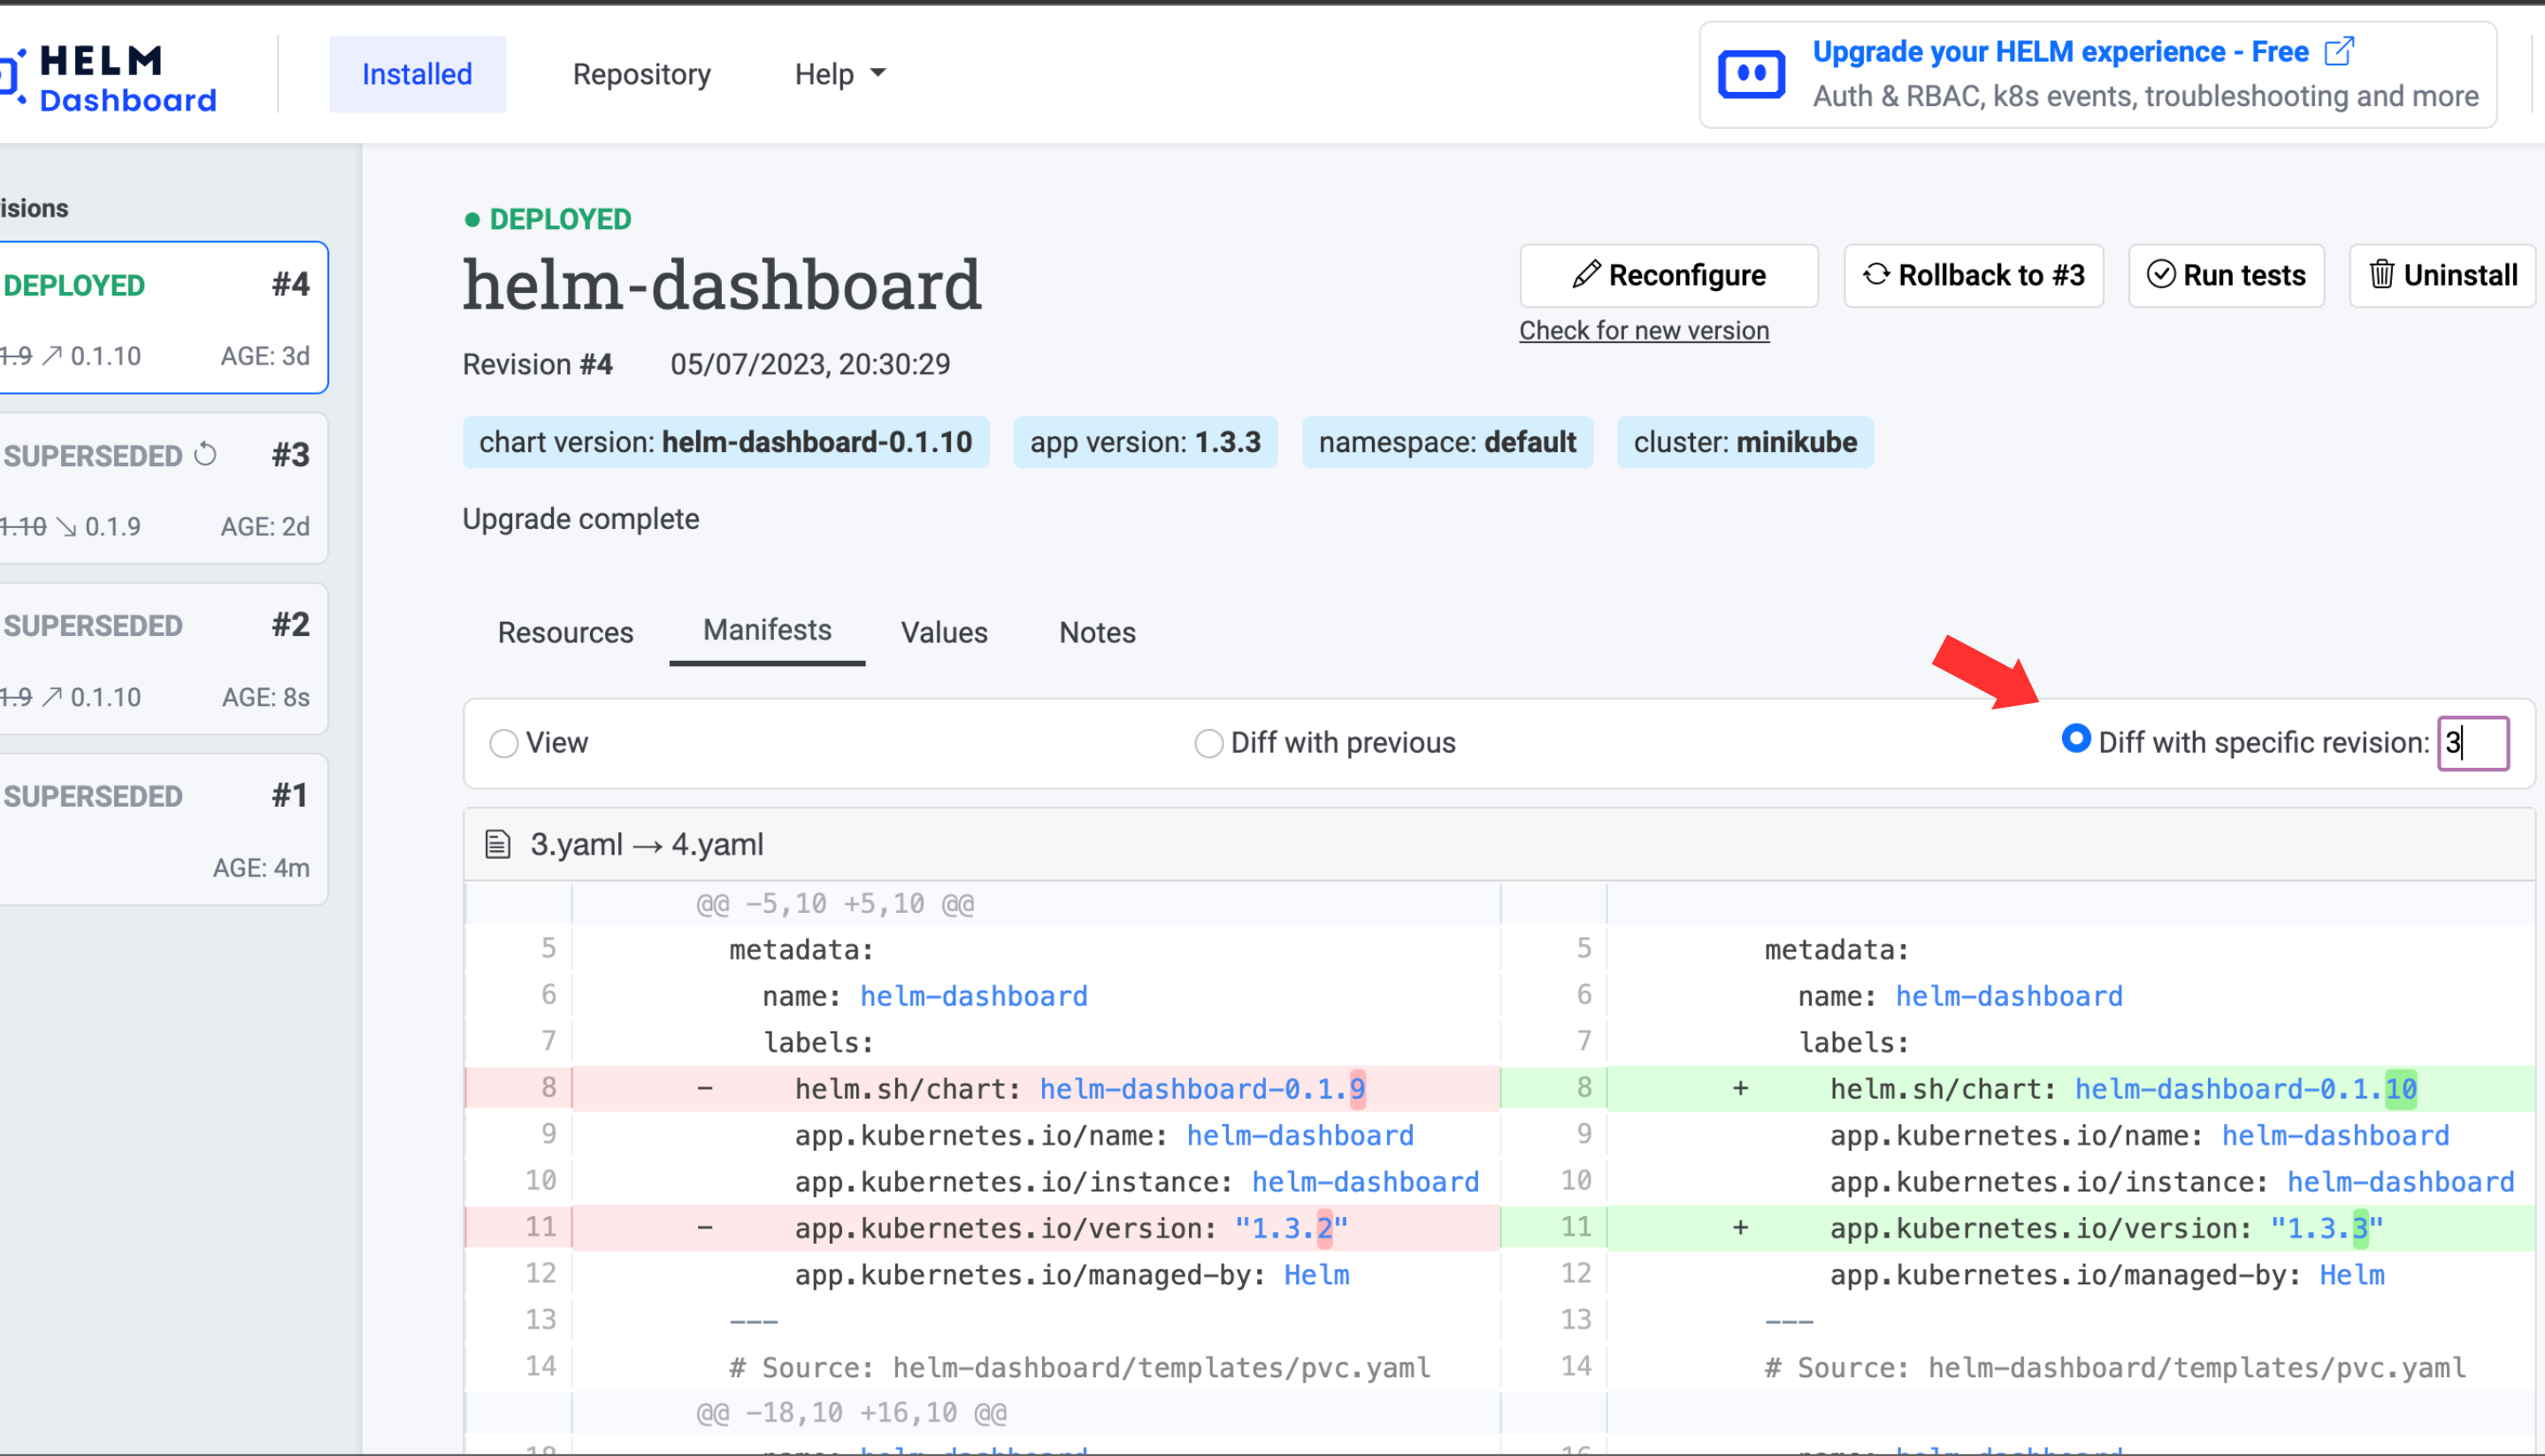 HELM
Dashboard
Installed
Repository
Help
Upgrade your HELM experience - Free
Auth & RBAC, k8s events, troubleshooting and more
isions
DEPLOYED #4
1.9 ↗ 0.1.10 AGE: 3d
SUPERSEDED #3
1.10 ↘ 0.1.9 AGE: 2d
SUPERSEDED #2
1.9 ↗ 0.1.10 AGE: 8s
SUPERSEDED #1
AGE: 4m
DEPLOYED
helm-dashboard
Revision #4 05/07/2023, 20:30:29
Reconfigure
Rollback to #3
Run tests
Uninstall
Check for new version
chart version: helm-dashboard-0.1.10
app version: 1.3.3
namespace: default
cluster: minikube
Upgrade complete
Resources
Manifests
Values
Notes
View
Diff with previous
Diff with specific revision: 3
3.yaml → 4.yaml
@@ -5,10 +5,10 @@
5 metadata:
6 name: helm-dashboard
7 labels:
8 - helm.sh/chart: helm-dashboard-0.1.9
9 app.kubernetes.io/name: helm-dashboard
10 app.kubernetes.io/instance: helm-dashboard
11 - app.kubernetes.io/version: "1.3.2"
12 app.kubernetes.io/managed-by: Helm
13 ---
14 # Source: helm-dashboard/templates/pvc.yaml
@@ -18,10 +16,10 @@
18 name: helm-dashboard
5 metadata:
6 name: helm-dashboard
7 labels:
8 + helm.sh/chart: helm-dashboard-0.1.10
9 app.kubernetes.io/name: helm-dashboard
10 app.kubernetes.io/instance: helm-dashboard
11 + app.kubernetes.io/version: "1.3.3"
12 app.kubernetes.io/managed-by: Helm
13 ---
14 # Source: helm-dashboard/templates/pvc.yaml
16 name: helm-dashboard